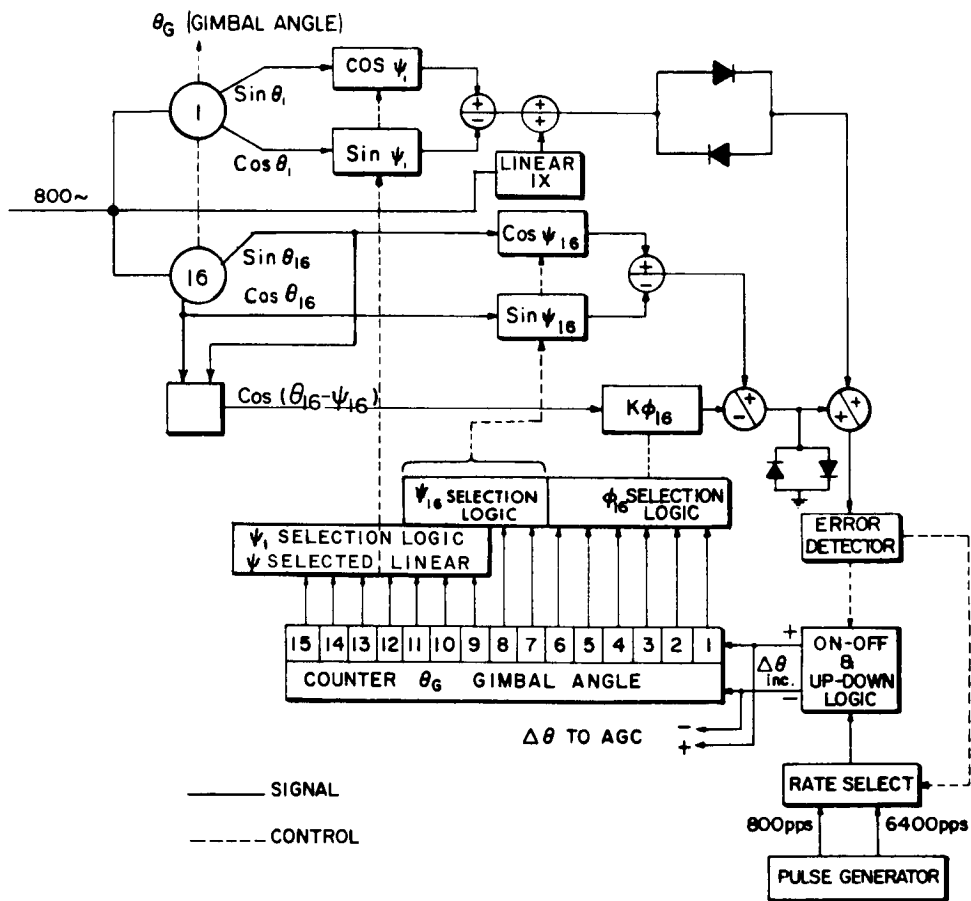 θG (GIMBAL ANGLE)
1
Sin θ1
Cos θ1
COS ψ1
Sin ψ1
+
−
+
+
LINEAR
IX
800~
16
Sin θ16
Cos θ16
Cos ψ16
Sin ψ16
+
−
Cos (θ16-ψ16)
Kϕ16
+
−
+
+
ψ16 SELECTION
LOGIC
ϕ16 SELECTION
LOGIC
ERROR
DETECTOR
ψ1 SELECTION LOGIC
ψ SELECTED LINEAR
15 14 13 12 11 10 9 8 7 6 5 4 3 2 1
COUNTER θG GIMBAL ANGLE
+
Δθ
inc.
−
ON-OFF
&
UP-DOWN
LOGIC
Δθ TO AGC
−
+
SIGNAL
CONTROL
RATE SELECT
800pps
6400pps
PULSE GENERATOR